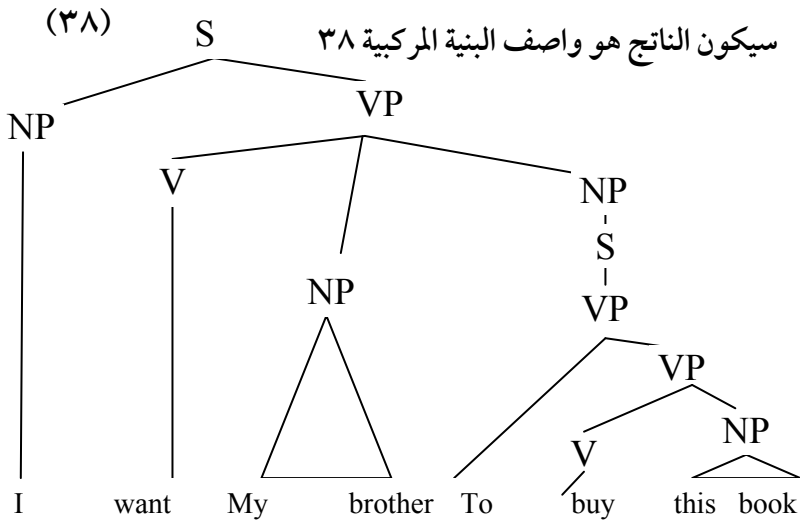 (٣٨)
سيكون الناتج هو واصف البنية المركبية ٣٨
S
NP VP
V NP
S
NP VP
VP
V NP
I want My brother To buy this book